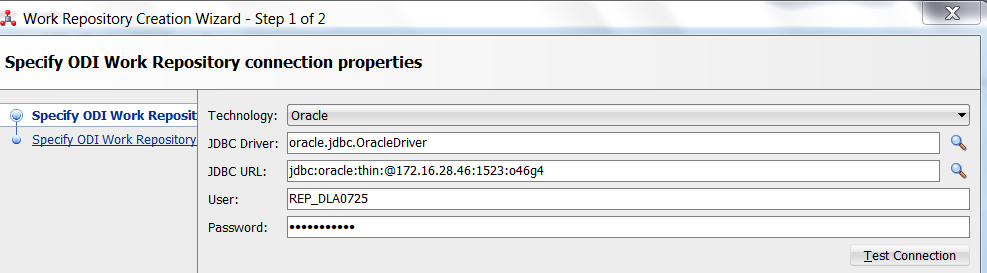 Work Repository Creation Wizard - Step 1 of 2
Specify ODI Work Repository connection properties
Specify ODI Work Reposit
Specify ODI Work Repository
Technology: Oracle
JDBC Driver: oracle.jdbc.OracleDriver
JDBC URL: jdbc:oracle:thin:@172.16.28.46:1523:o46g4
User: REP_DLA0725
Password: •••••••••••
Test Connection